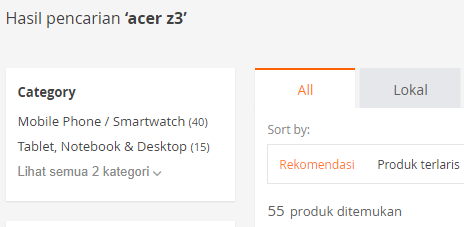 Hasil pencarian ‘acer z3’
Category
Mobile Phone / Smartwatch (40)
Tablet, Notebook & Desktop (15)
Lihat semua 2 kategori
All
Lokal
Sort by:
Rekomendasi
Produk terlaris
55 produk ditemukan